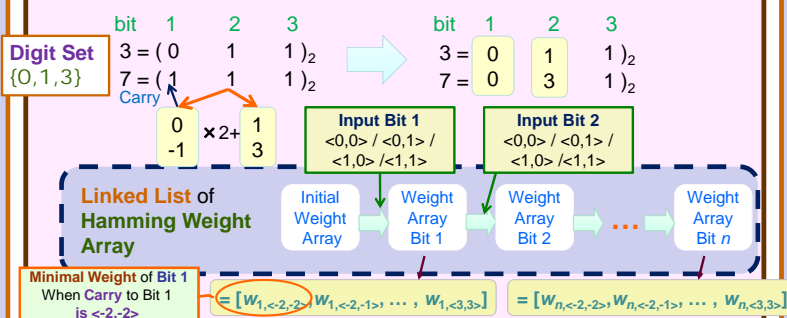 bit 1 2 3
3 = ( 0 1 1 )₂
7 = ( 1 1 1 )₂
Carry
Digit Set
{0,1,3}
0
-1
×2+
1
3
bit 1 2 3
3 = 0 1 1 )₂
7 = 0 3 1 )₂
Input Bit 1
<0,0> / <0,1> /
<1,0> /<1,1>
Input Bit 2
<0,0> / <0,1> /
<1,0> /<1,1>
Linked List of
Hamming Weight
Array
Initial
Weight
Array
Weight
Array
Bit 1
Weight
Array
Bit 2
...
Weight
Array
Bit n
Minimal Weight of Bit 1
When Carry to Bit 1
is <-2,-2>
= [w₁,<-2,-2>,w₁,<-2,-1>, ... , w₁,<3,3>]
= [wn,<-2,-2>,wn,<-2,-1>, ... , wn,<3,3>]